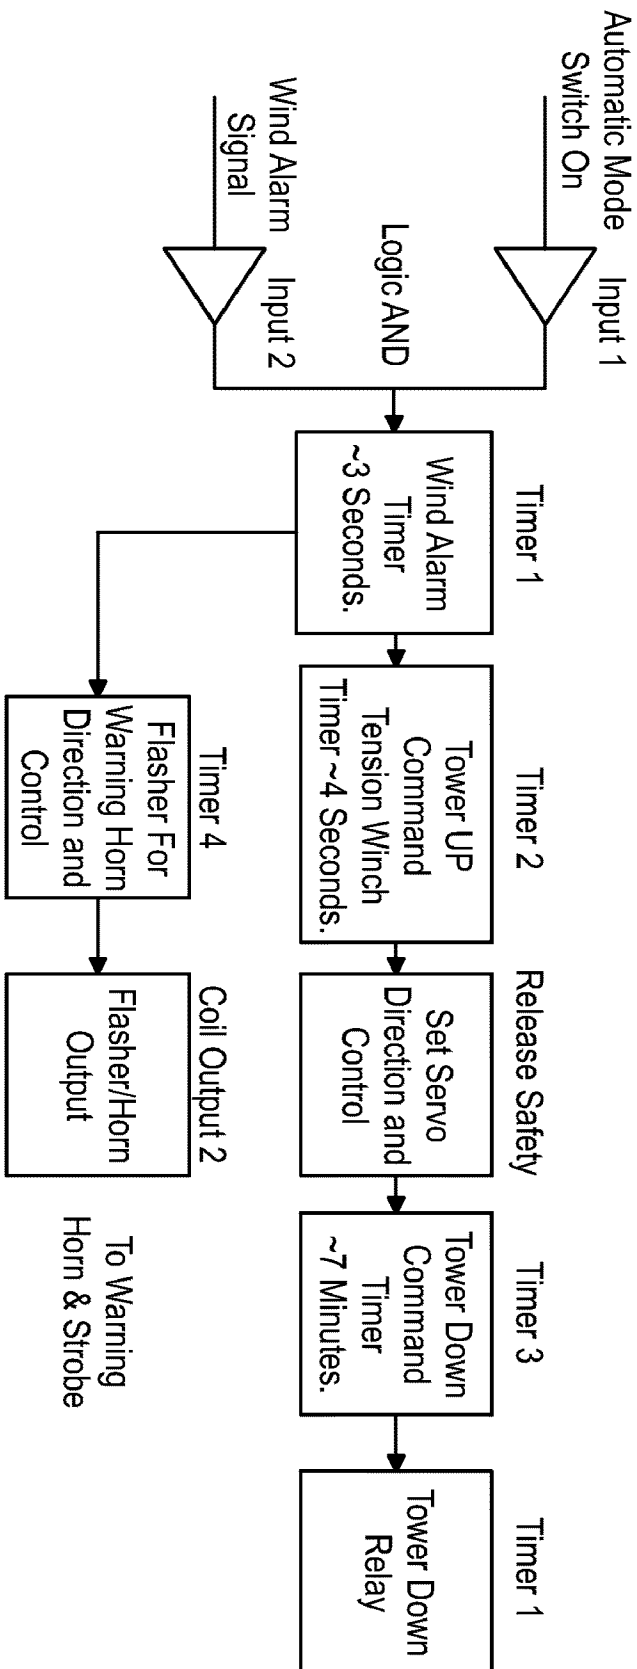 Automatic Mode
Switch On
Input 1
Logic AND
Wind Alarm
Signal
Input 2
Timer 1
Wind Alarm
Timer
~3 Seconds.
Timer 2
Tower UP
Command
Tension Winch
Timer ~4 Seconds.
Release Safety
Set Servo
Direction and
Control
Timer 3
Tower Down
Command
Timer
~7 Minutes.
Timer 1
Tower Down
Relay
Timer 4
Flasher For
Warning Horn
Direction and
Control
Coil Output 2
Flasher/Horn
Output
To Warning
Horn & Strobe